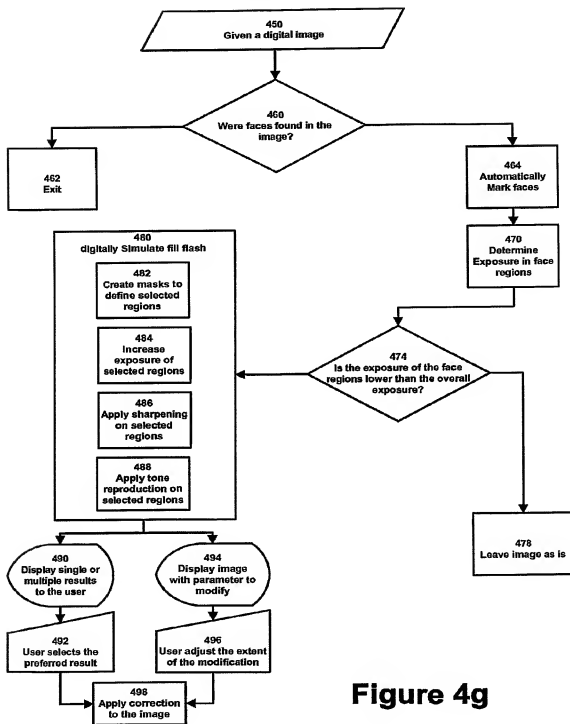 450
Given a digital image
460
Were faces found in the
image?
462
Exit
464
Automatically
Mark faces
470
Determine
Exposure in face
regions
474
Is the exposure of the face
regions lower than the overall
exposure?
478
Leave image as is
480
digitally Simulate fill flash
482
Create masks to
define selected
regions
484
Increase
exposure of
selected regions
486
Apply sharpening
on selected
regions
488
Apply tone
reproduction on
selected regions
490
Display single or
multiple results
to the user
494
Display image
with parameter to
modify
492
User selects the
preferred result
496
User adjust the extent
of the modification
498
Apply correction
to the image
Figure 4g